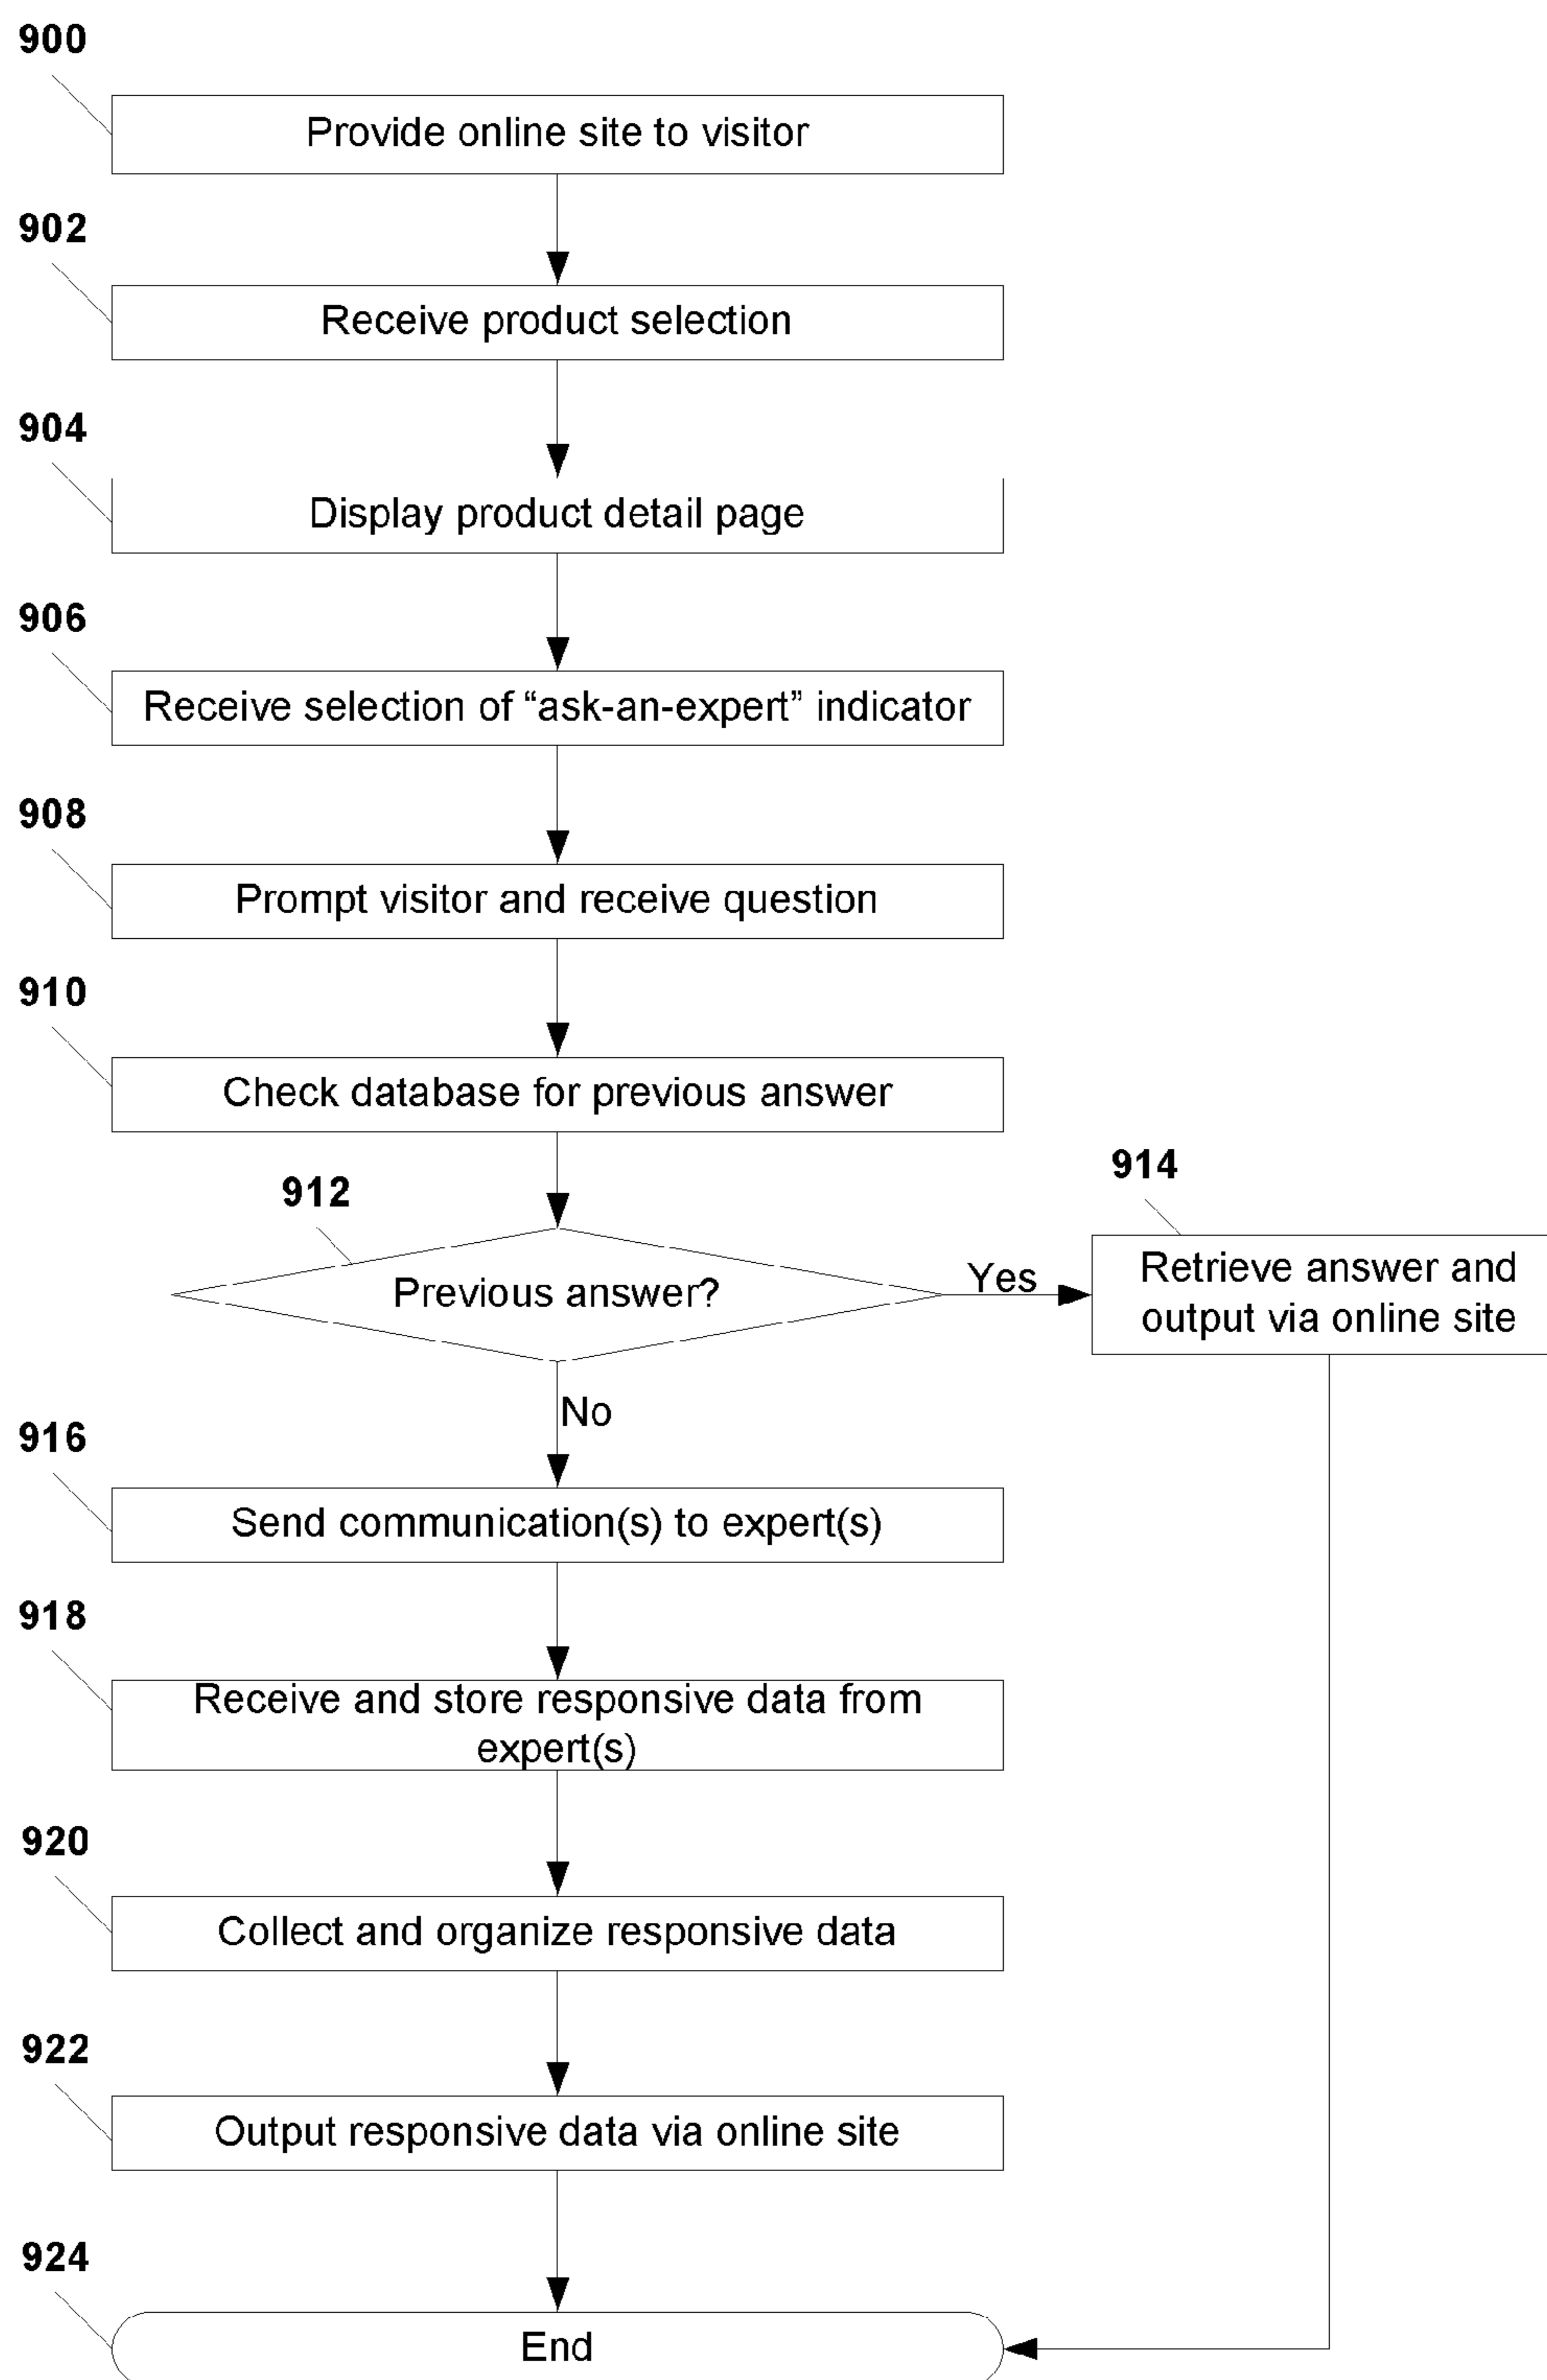 900
Provide online site to visitor
902
Receive product selection
904
Display product detail page
906
Receive selection of “ask-an-expert” indicator
908
Prompt visitor and receive question
910
Check database for previous answer
912
Previous answer?
Yes
914
Retrieve answer and
output via online site
No
916
Send communication(s) to expert(s)
918
Receive and store responsive data from
expert(s)
920
Collect and organize responsive data
922
Output responsive data via online site
924
End